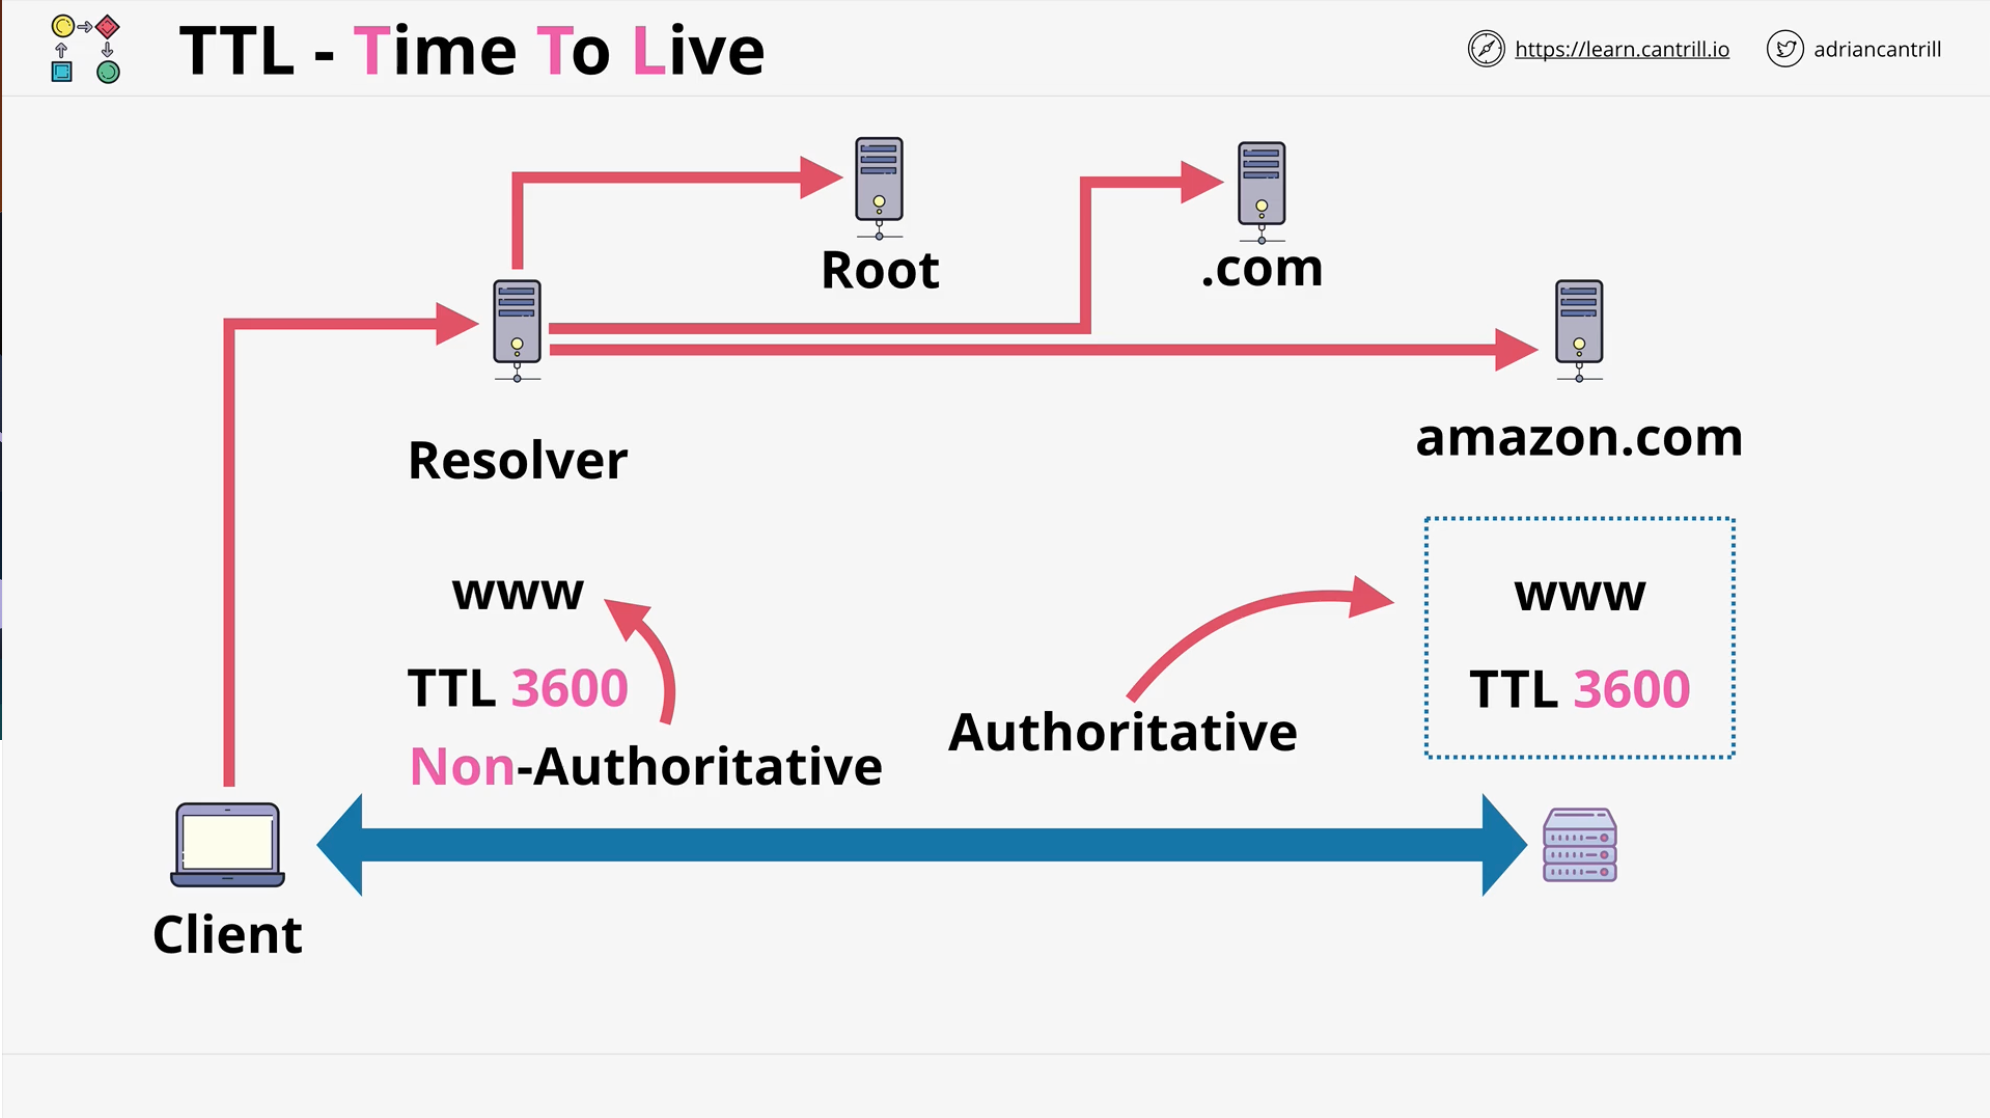 TTL - Time To Live
https://learn.cantrill.io
adriancantrill
Root
.com
Resolver
amazon.com
www
TTL 3600
Non-Authoritative
Authoritative
www
TTL 3600
Client